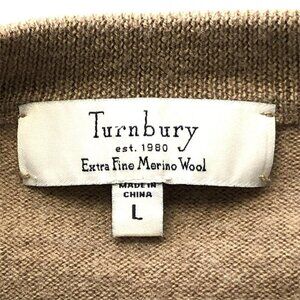 Turnbury
est. 1980
Extra Fine Merino Wool
MADE IN
CHINA
L